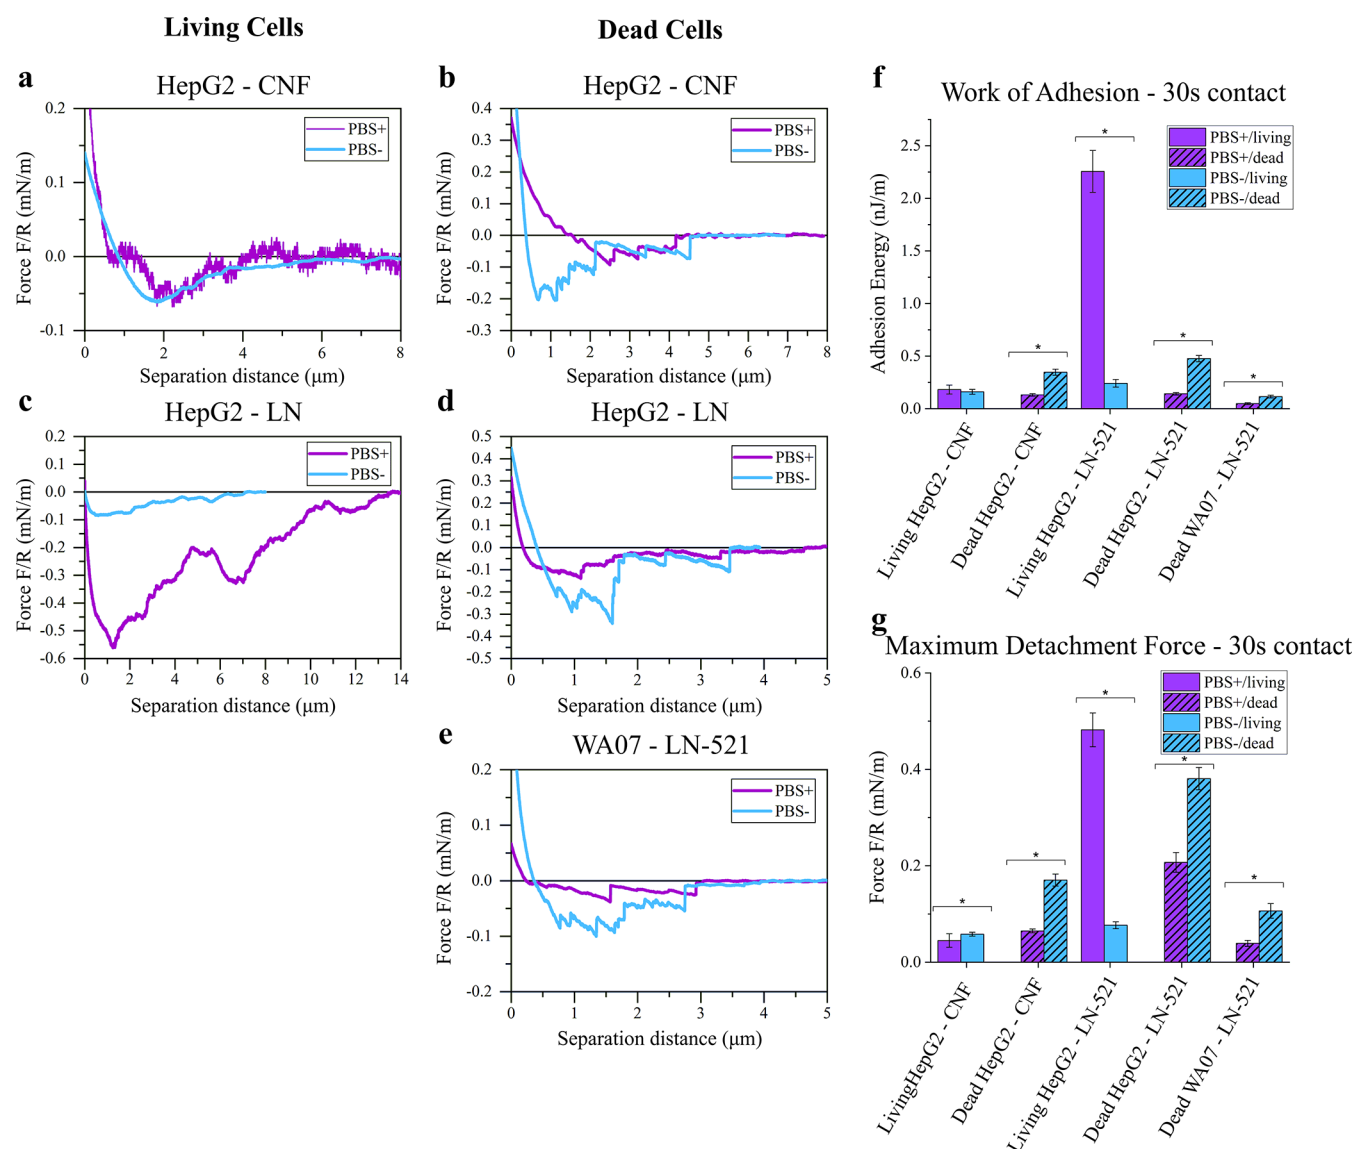 Living Cells
Dead Cells
a
HepG2 - CNF
0.2
0.1
0.0
-0.1
0
2
4
6
8
Force F/R (mN/m)
Separation distance (μm)
PBS+
PBS-
b
HepG2 - CNF
0.4
0.3
0.2
0.1
0.0
-0.1
-0.2
-0.3
0
1
2
3
4
5
6
7
8
Force F/R (mN/m)
Separation distance (μm)
PBS+
PBS-
c
HepG2 - LN
0.2
0.1
0.0
-0.1
-0.2
-0.3
-0.4
-0.5
-0.6
0
2
4
6
8
10
12
14
Force F/R (mN/m)
Separation distance (μm)
PBS+
PBS-
d
HepG2 - LN
0.5
0.4
0.3
0.2
0.1
0.0
-0.1
-0.2
-0.3
-0.4
-0.5
0
1
2
3
4
5
Force F/R (mN/m)
Separation distance (μm)
PBS+
PBS-
e
WA07 - LN-521
0.2
0.1
0.0
-0.1
-0.2
0
1
2
3
4
5
Force F/R (mN/m)
Separation distance (μm)
PBS+
PBS-
f
Work of Adhesion - 30s contact
2.5
2.0
1.5
1.0
0.5
0.0
Adhesion Energy (nJ/m)
PBS+/living
PBS+/dead
PBS-/living
PBS-/dead
*
*
*
*
Living HepG2 - CNF
Dead HepG2 - CNF
Living HepG2 - LN-521
Dead HepG2 - LN-521
Dead WA07 - LN-521
g
Maximum Detachment Force - 30s contact
0.6
0.4
0.2
0.0
Force F/R (mN/m)
PBS+/living
PBS+/dead
PBS-/living
PBS-/dead
*
*
*
*
*
LivingHepG2 - CNF
Dead HepG2 - CNF
Living HepG2 - LN-521
Dead HepG2 - LN-521
Dead WA07 - LN-521